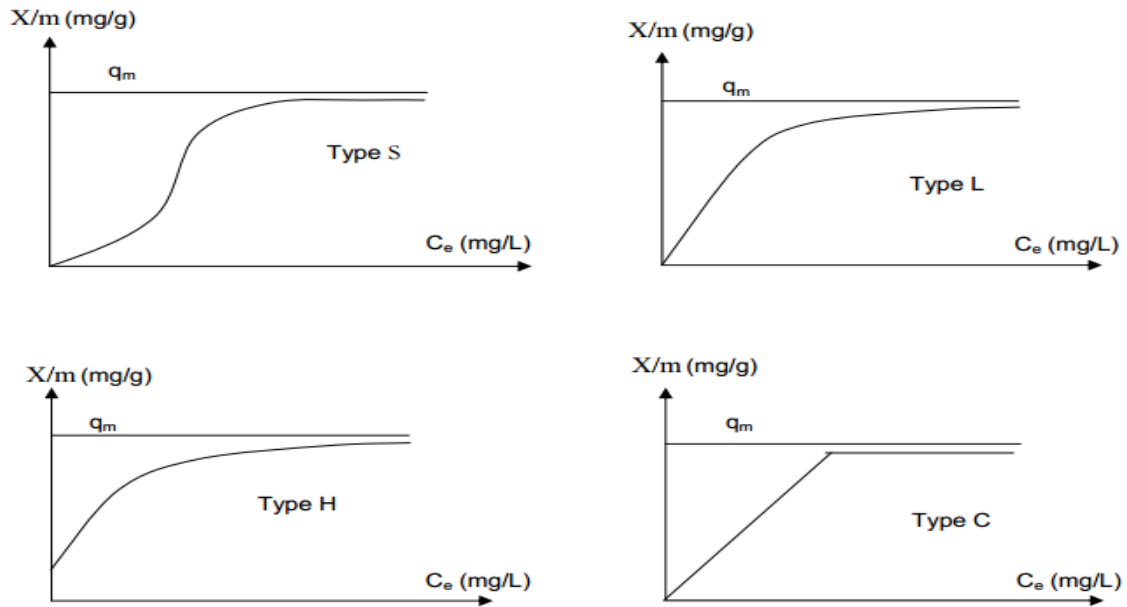 X/m (mg/g)
qm
Type S
Ce (mg/L)
X/m (mg/g)
qm
Type L
Ce (mg/L)
X/m (mg/g)
qm
Type H
Ce (mg/L)
X/m (mg/g)
qm
Type C
Ce (mg/L)